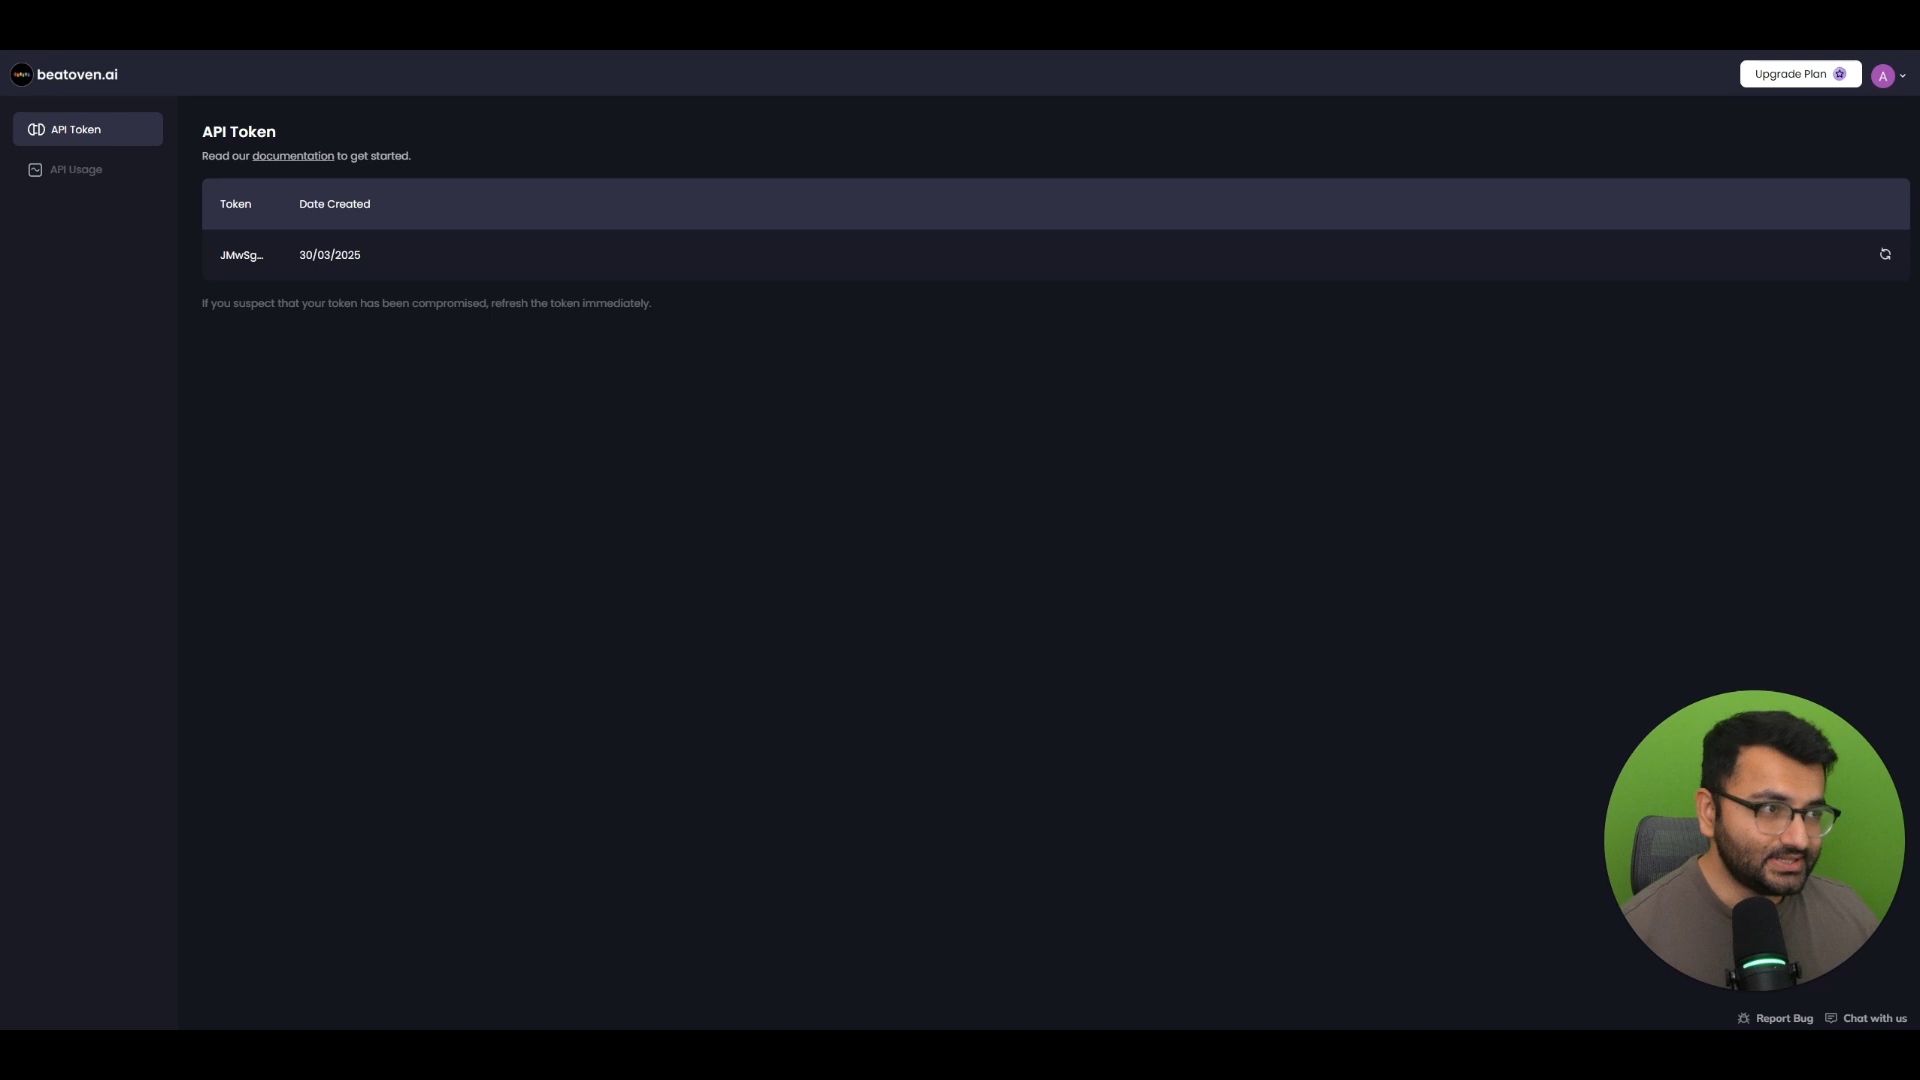 beatoven.ai
Upgrade Plan
A
API Token
API Usage
API Token
Read our documentation to get started.
Token Date Created
JMwSg...
30/03/2025
If you suspect that your token has been compromised, refresh the token immediately.
Report Bug
Chat with us